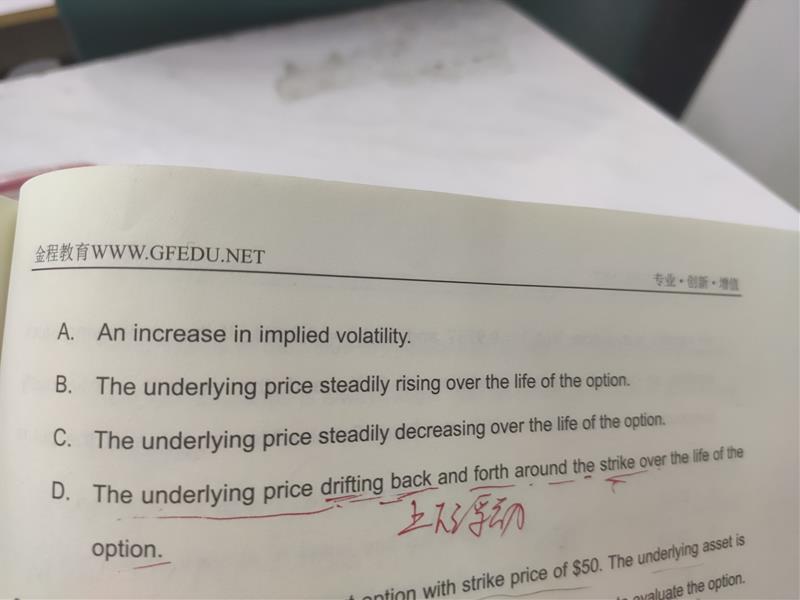 金程教育WWW.GFEDU.NET
专业·创新·增值
A. An increase in implied volatility.
B. The underlying price steadily rising over the life of the option.
C. The underlying price steadily decreasing over the life of the option.
D. The underlying price drifting back and forth around the strike over the life of the
上下浮动
option.
option with strike price of $50. The underlying asset is
evaluate the option.